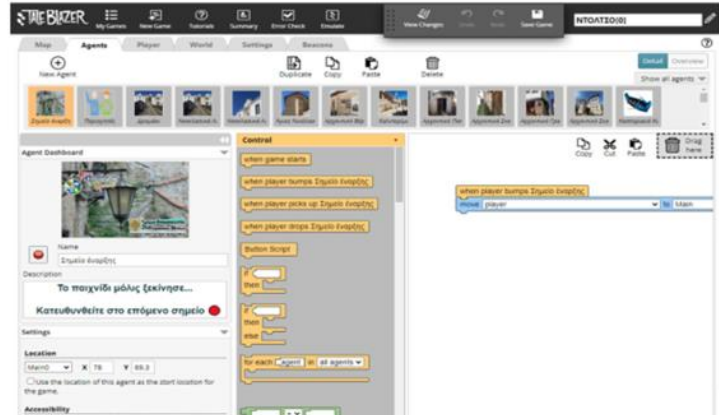 TALEBLAZER
My Games
New Game
Tutorials
Summary
Error Check
Emulate
View Changes
Undo
Redo
Save Game
ΝΤΟΛΤΣΟ(0)
Map
Agents
Player
World
Settings
Beacons
New Agent
Duplicate
Copy
Paste
Delete
Detail
Overview
Show all agents
Σημείο έναρξης
Agent Dashboard
Name
Σημείο έναρξης
Description
Το παιχνίδι μόλις ξεκίνησε...
Κατευθυνθείτε στο επόμενο σημείο
Settings
Location
Main0
X 78
Y 69.3
Use the location of this agent as the start location for
the game.
Accessibility
Control
when game starts
when player bumps Σημείο έναρξης
when player picks up Σημείο έναρξης
when player drops Σημείο έναρξης
Button Script
if
then
if
then
else
for each agent in all agents
Copy
Cut
Paste
Drag
here
when player bumps Σημείο έναρξης
move player to Main